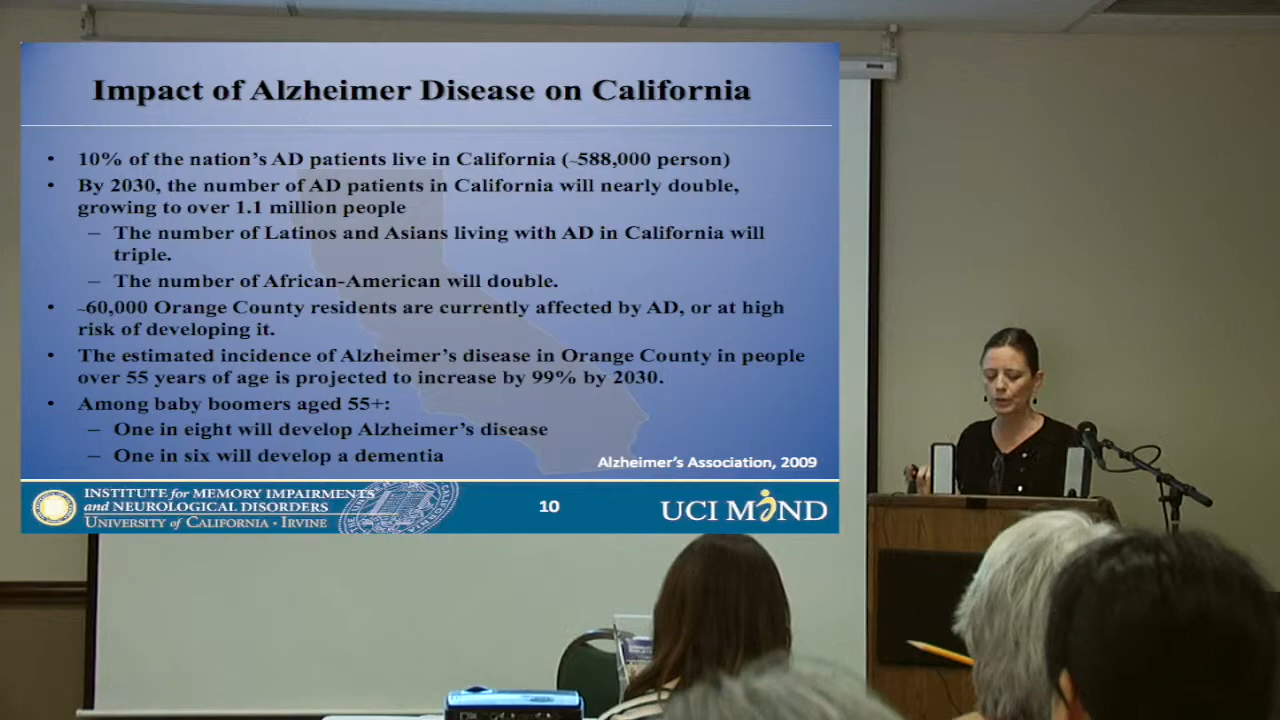 Impact of Alzheimer Disease on California
• 10% of the nation's AD patients live in California (~588,000 person)
• By 2030, the number of AD patients in California will nearly double,
growing to over 1.1 million people
– The number of Latinos and Asians living with AD in California will
triple.
– The number of African-American will double.
• ~60,000 Orange County residents are currently affected by AD, or at high
risk of developing it.
• The estimated incidence of Alzheimer's disease in Orange County in people
over 55 years of age is projected to increase by 99% by 2030.
• Among baby boomers aged 55+:
– One in eight will develop Alzheimer's disease
– One in six will develop a dementia
Alzheimer's Association, 2009
INSTITUTE for MEMORY IMPAIRMENTS
and NEUROLOGICAL DISORDERS
UNIVERSITY of CALIFORNIA • IRVINE
10
UCI MIND